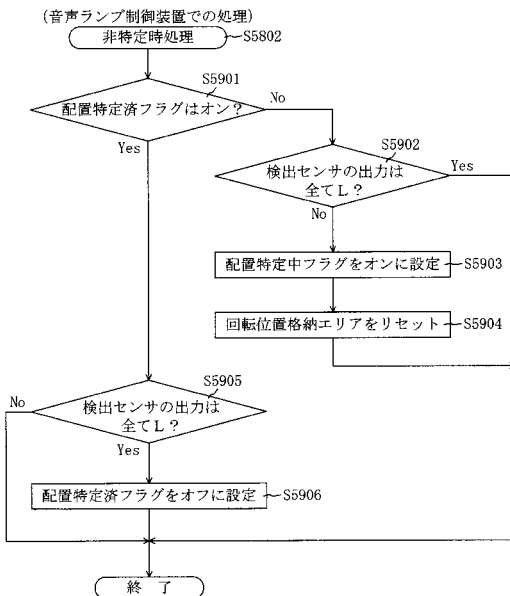 (音声ランプ制御装置での処理)
非特定時処理
S5802
S5901
配置特定済フラグはオン?
No
Yes
S5902
検出センサの出力は
全てL?
Yes
No
配置特定中フラグをオンに設定
S5903
回転位置格納エリアをリセット
S5904
S5905
検出センサの出力は
全てL?
No
Yes
配置特定済フラグをオフに設定
S5906
終 了